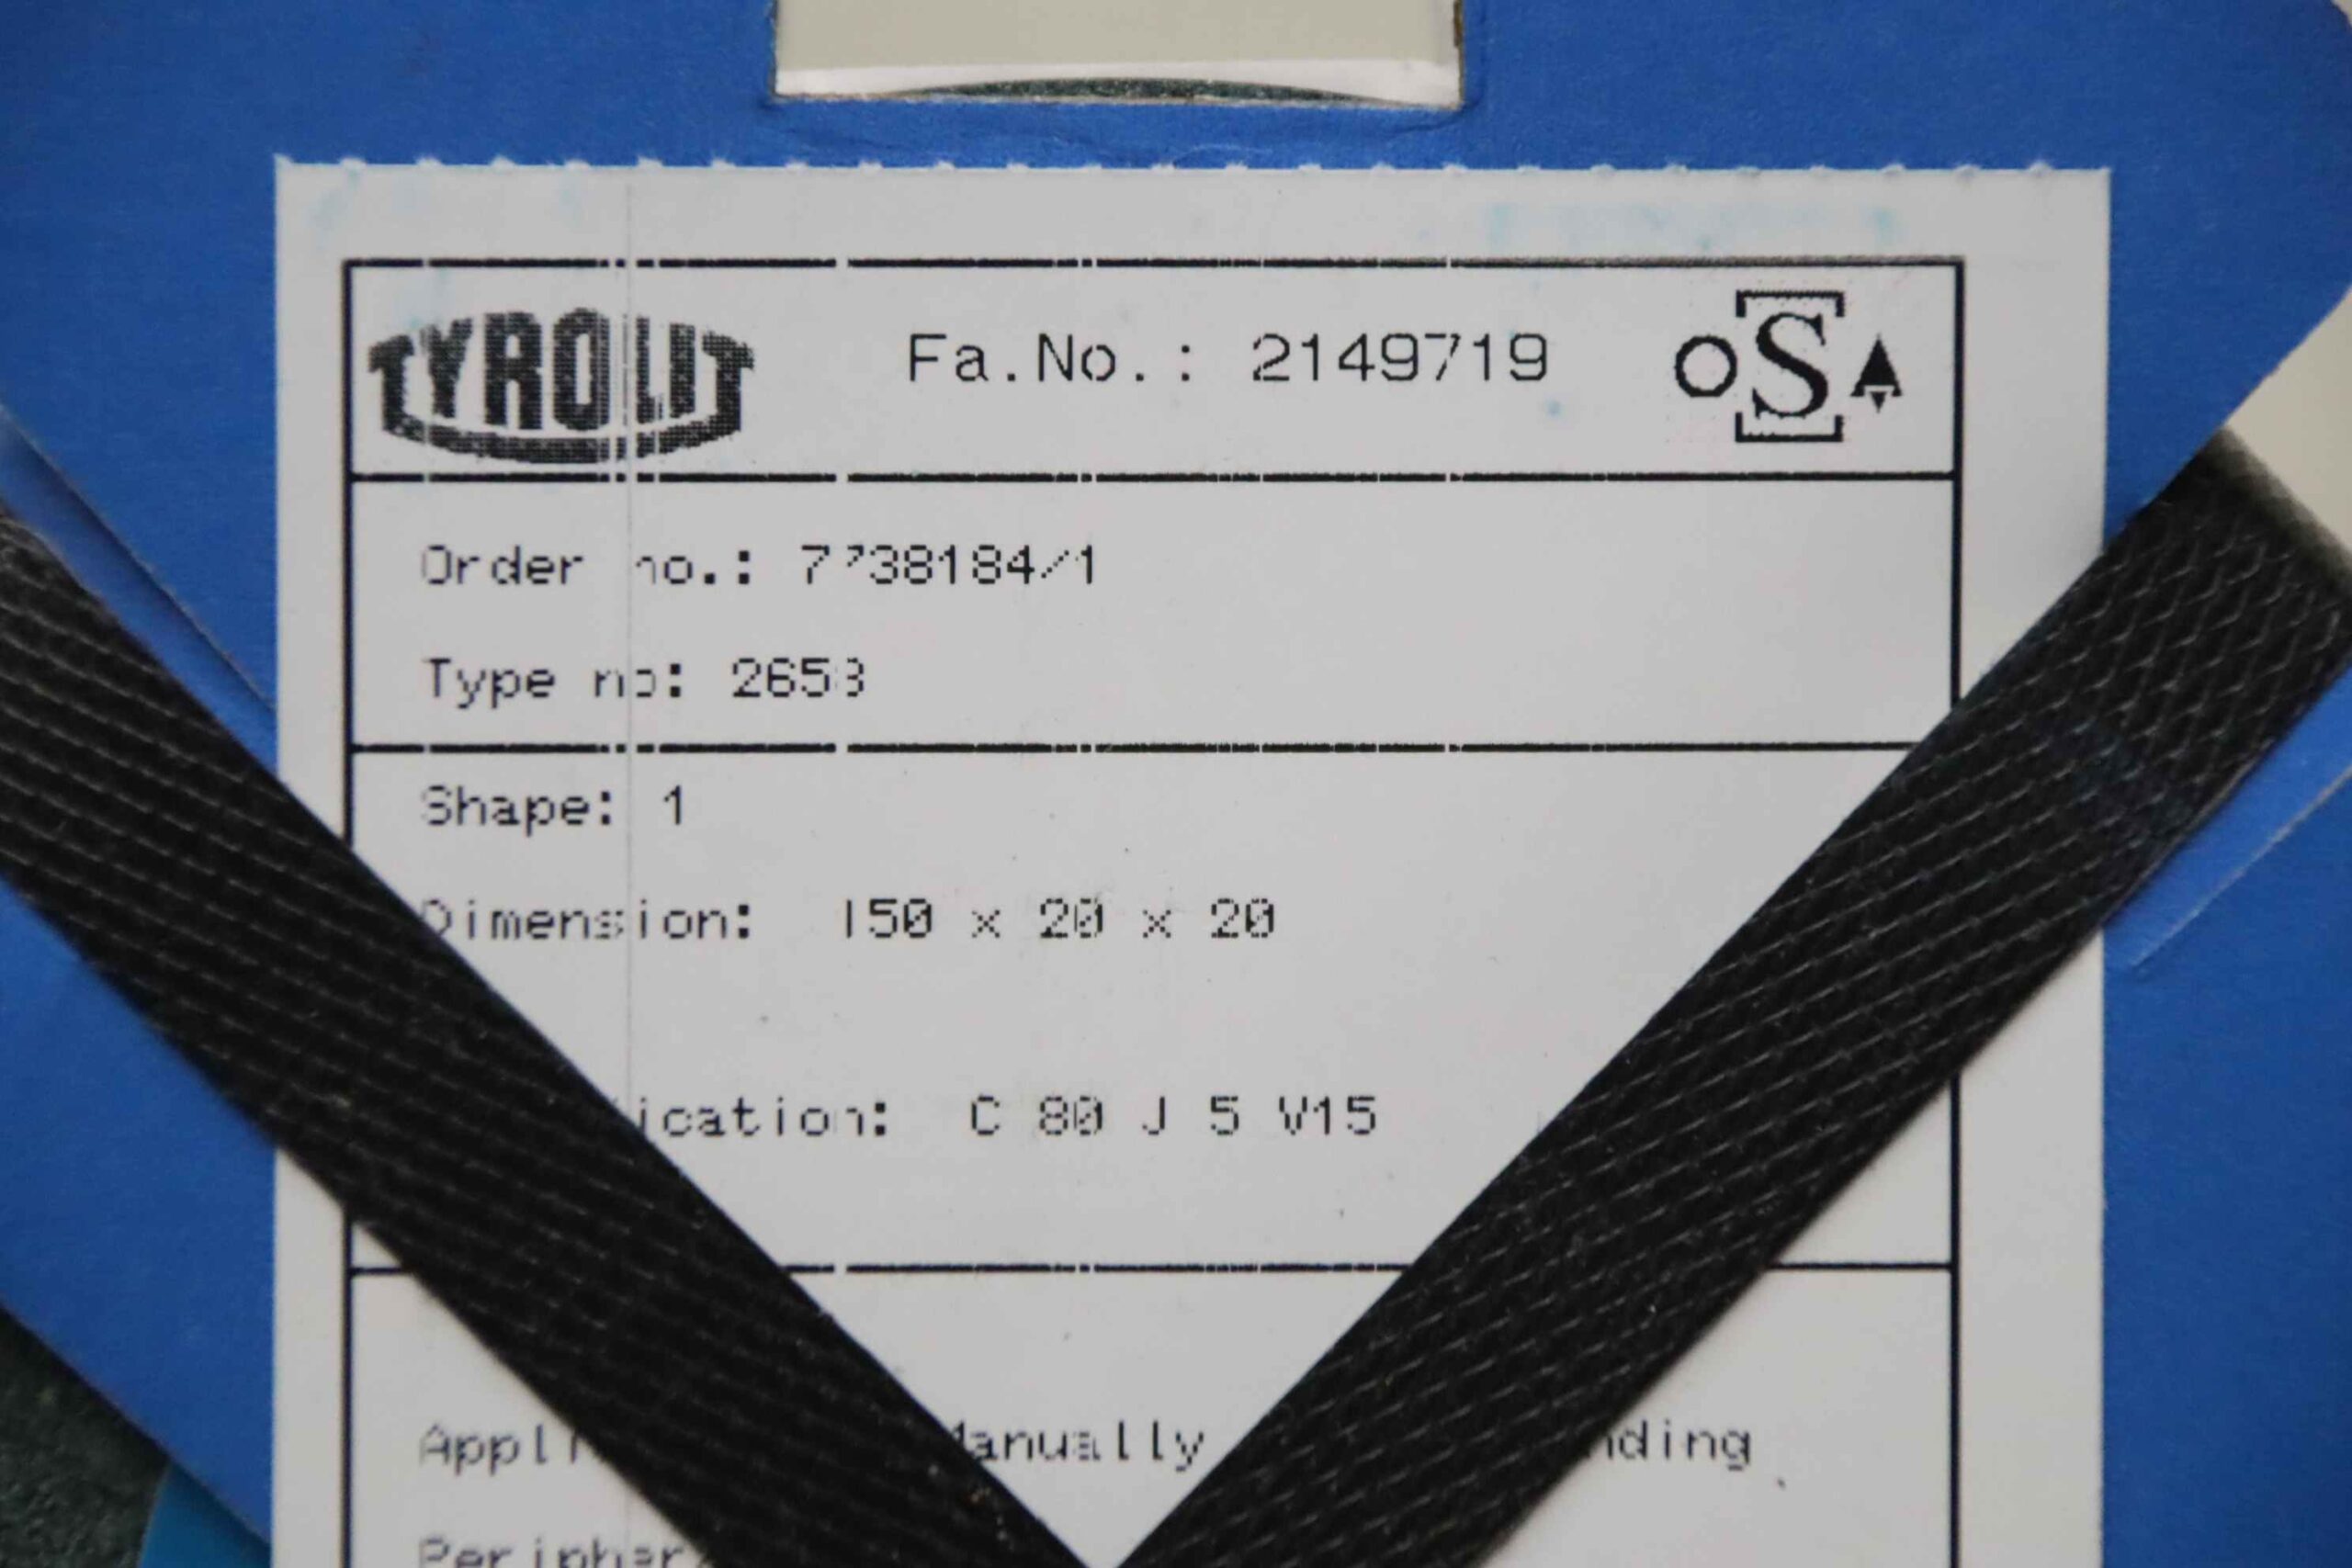 TYROLIT
Fa.No.: 2149719
oSA
Order no.: 7738184/1
Type no: 2658
Shape: 1
Dimension: 150 x 20 x 20
C 80 J 5 V15
Manually